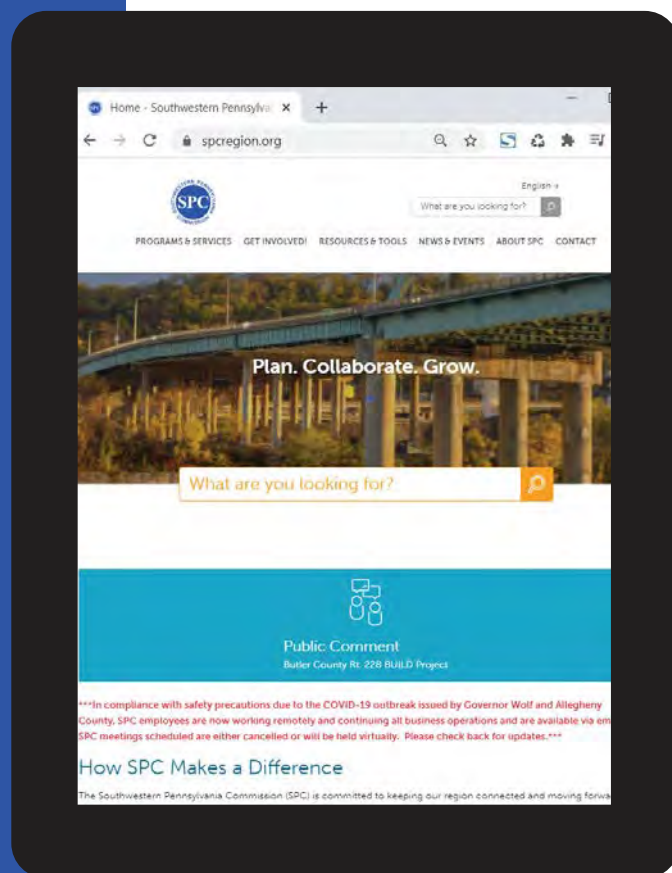 Home - Southwestern Pennsylva
spcregion.org
English
SOUTHWESTERN PENNSYLVANIA
SPC
COMMISSION
What are you looking for?
PROGRAMS & SERVICES GET INVOLVED! RESOURCES & TOOLS NEWS & EVENTS ABOUT SPC CONTACT
Plan. Collaborate. Grow.
What are you looking for?
Public Comment
Butler County Rt. 228 BUILD Project
***In compliance with safety precautions due to the COVID-19 outbreak issued by Governor Wolf and Allegheny
County, SPC employees are now working remotely and continuing all business operations and are available via em
SPC meetings scheduled are either cancelled or will be held virtually. Please check back for updates.***
How SPC Makes a Difference
The Southwestern Pennsylvania Commission (SPC) is committed to keeping our region connected and moving forwa